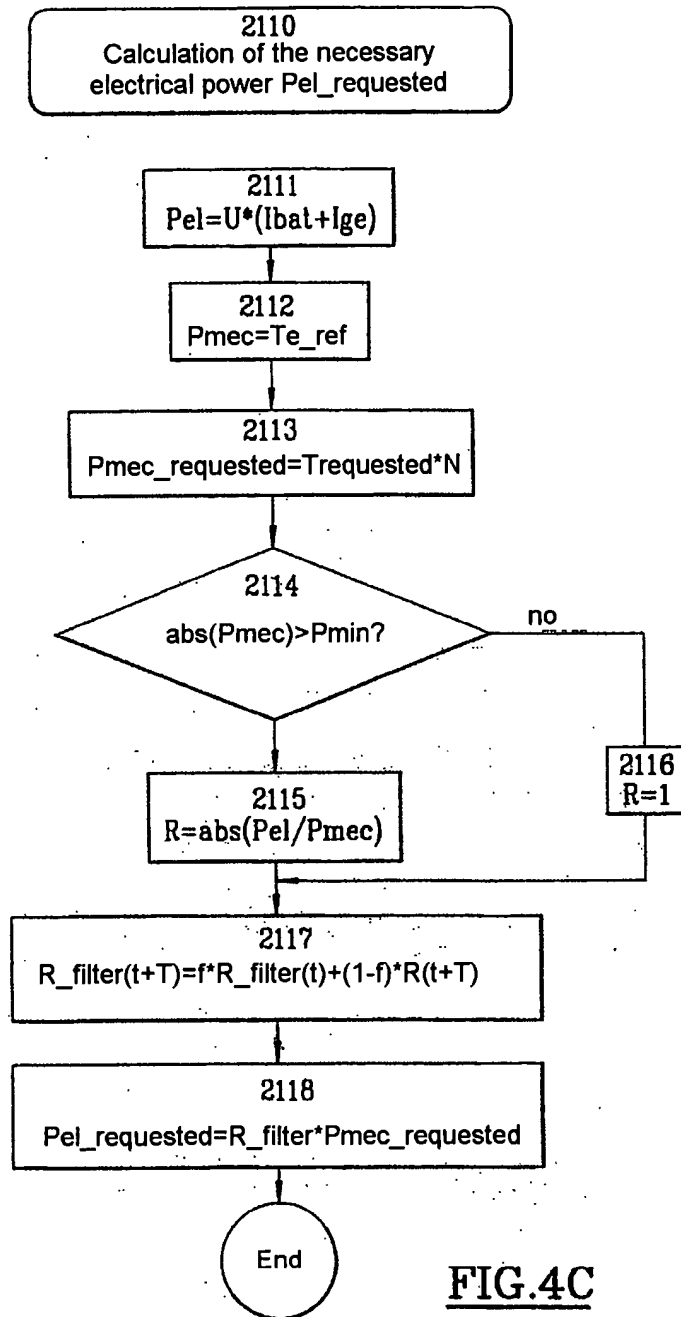 2110
Calculation of the necessary
electrical power Pel_requested
2111
Pel=U*(Ibat+Ige)
2112
Pmec=Te_ref
2113
Pmec_requested=Trequested*N
2114
abs(Pmec)>Pmin?
no
2115
R=abs(Pel/Pmec)
2116
R=1
2117
R_filter(t+T)=f*R_filter(t)+(1-f)*R(t+T)
2118
Pel_requested=R_filter*Pmec_requested
End
FIG.4C